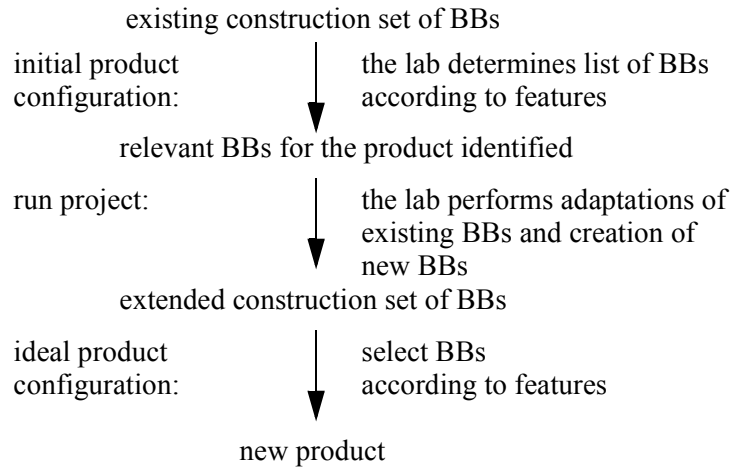 existing construction set of BBs
initial product
configuration:
the lab determines list of BBs
according to features
relevant BBs for the product identified
run project:
the lab performs adaptations of
existing BBs and creation of
new BBs
extended construction set of BBs
ideal product
configuration:
select BBs
according to features
new product